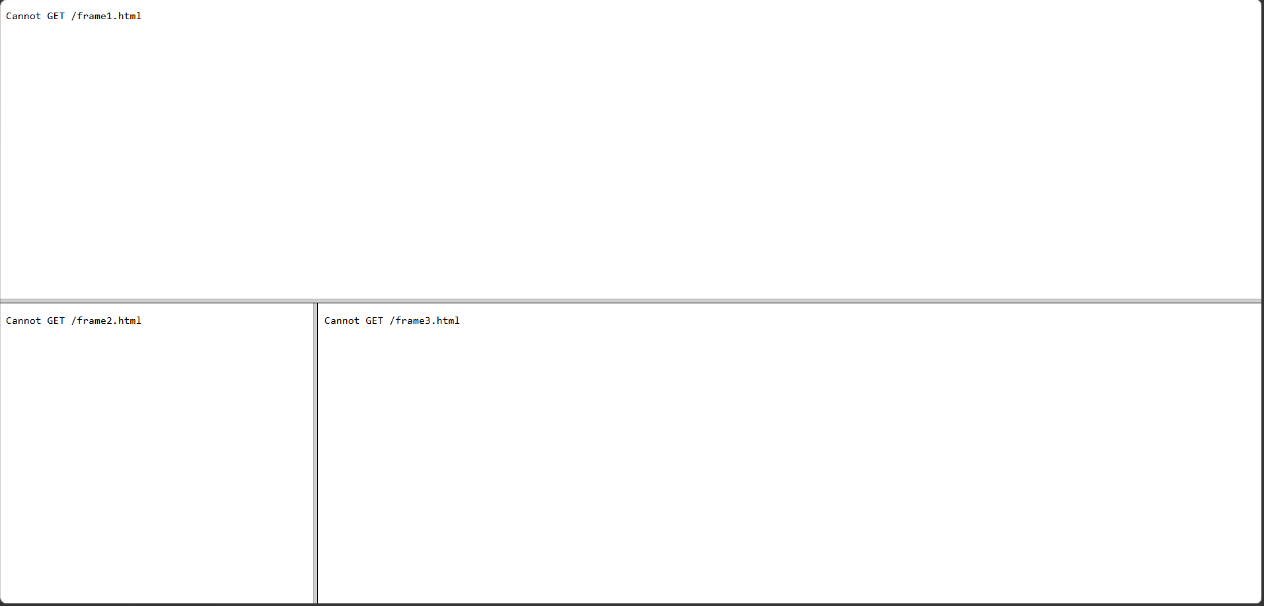 Cannot GET /frame1.html
Cannot GET /frame2.html
Cannot GET /frame3.html